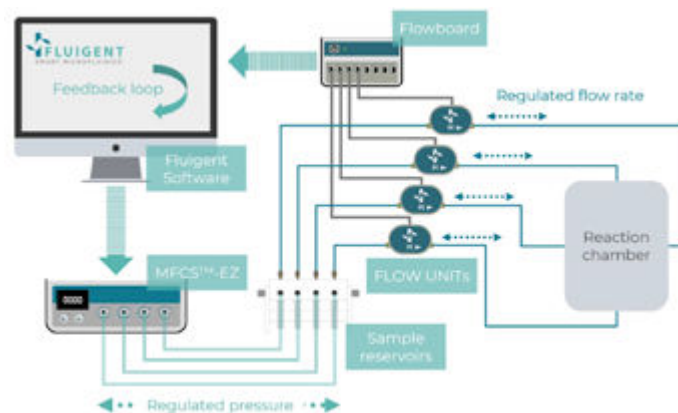 Flowboard
FLUIGENT
SMART MICROFLUIDICS
Feedback loop
Regulated flow rate
Fluigent
Software
MFCS™-EZ
FLOW UNITs
Reaction
chamber
Sample
reservoirs
Regulated pressure